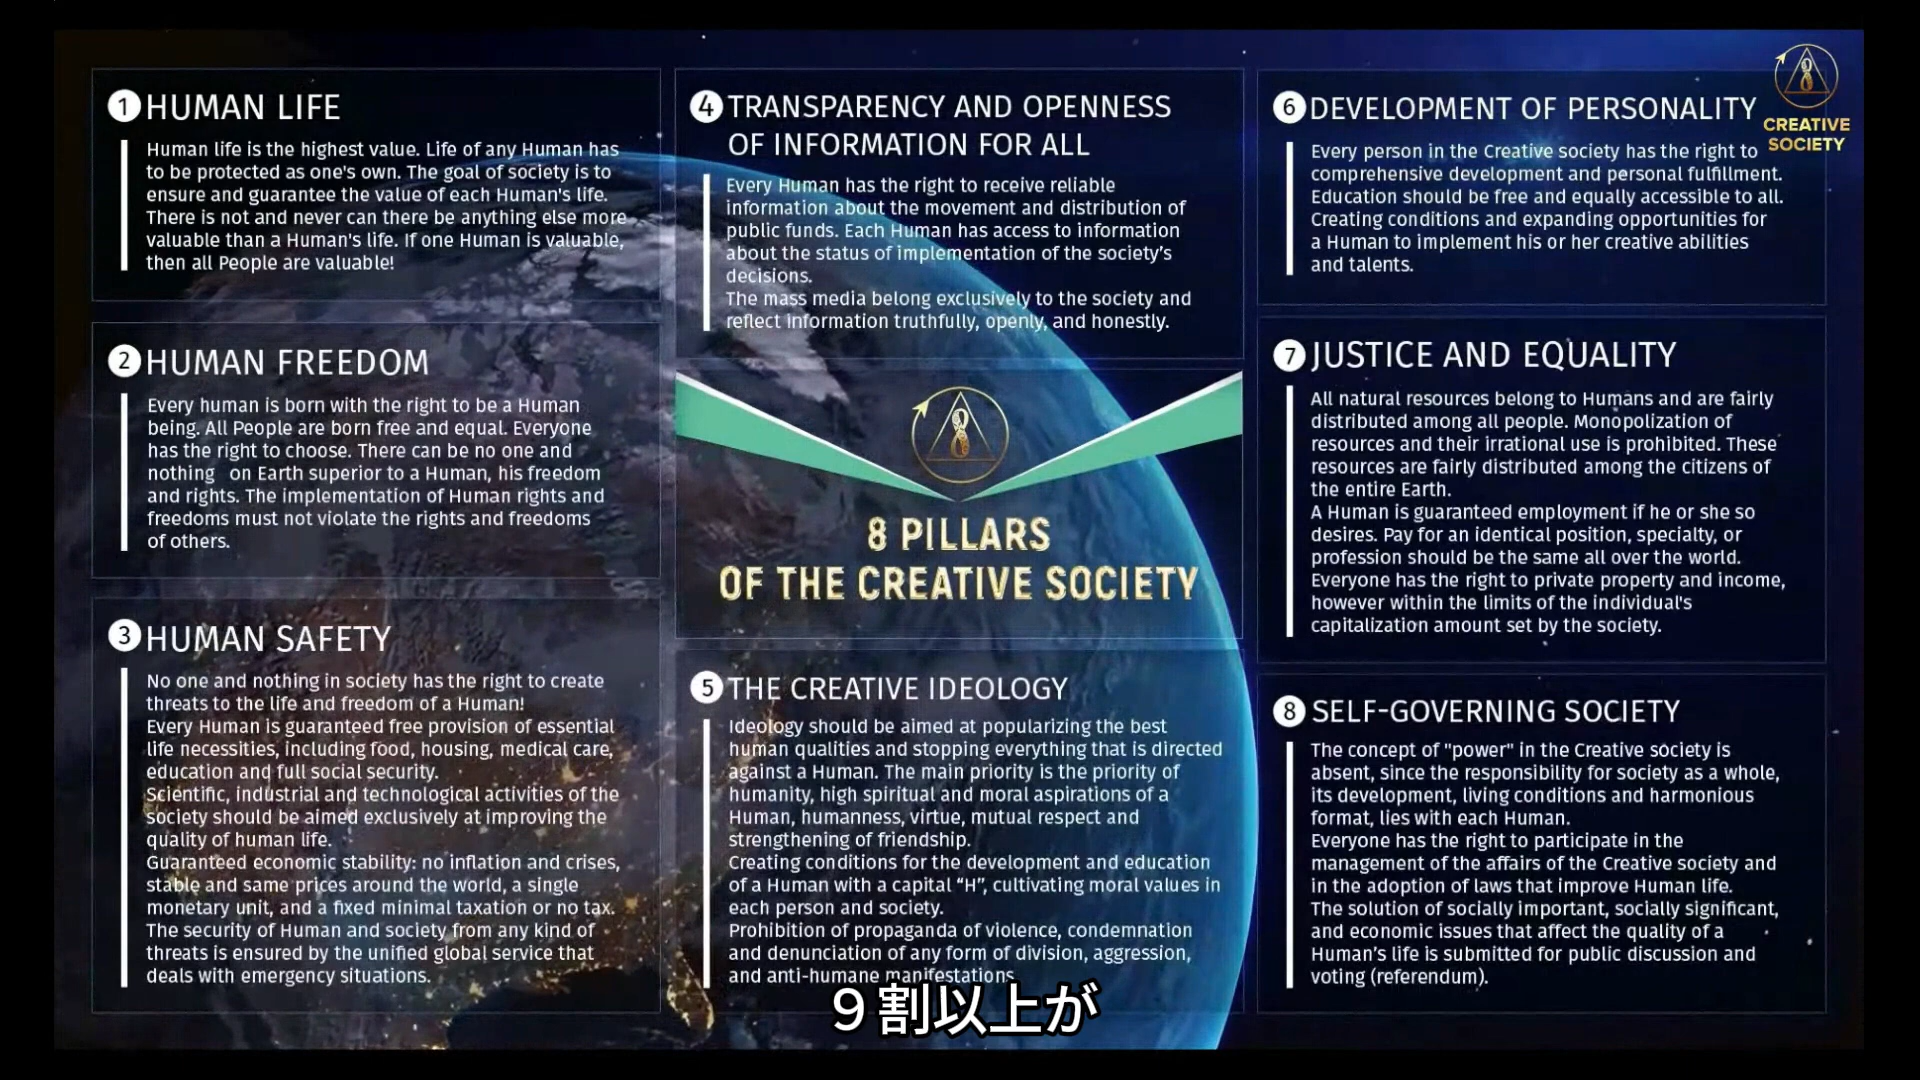 1 HUMAN LIFE
Human life is the highest value. Life of any Human has
to be protected as one's own. The goal of society is to
ensure and guarantee the value of each Human's life.
There is not and never can there be anything else more
valuable than a Human's life. If one Human is valuable,
then all People are valuable!
2 HUMAN FREEDOM
Every human is born with the right to be a Human
being. All People are born free and equal. Everyone
has the right to choose. There can be no one and
nothing on Earth superior to a Human, his freedom
and rights. The implementation of Human rights and
freedoms must not violate the rights and freedoms
of others.
3 HUMAN SAFETY
No one and nothing in society has the right to create
threats to the life and freedom of a Human!
Every Human is guaranteed free provision of essential
life necessities, including food, housing, medical care,
education and full social security.
Scientific, industrial and technological activities of the
society should be aimed exclusively at improving the
quality of human life.
Guaranteed economic stability: no inflation and crises,
stable and same prices around the world, a single
monetary unit, and a fixed minimal taxation or no tax.
The security of Human and society from any kind of
threats is ensured by the unified global service that
deals with emergency situations.
4 TRANSPARENCY AND OPENNESS
OF INFORMATION FOR ALL
Every Human has the right to receive reliable
information about the movement and distribution of
public funds. Each Human has access to information
about the status of implementation of the society's
decisions.
The mass media belong exclusively to the society and
reflect information truthfully, openly, and honestly.
8 PILLARS
OF THE CREATIVE SOCIETY
5 THE CREATIVE IDEOLOGY
Ideology should be aimed at popularizing the best
human qualities and stopping everything that is directed
against a Human. The main priority is the priority of
humanity, high spiritual and moral aspirations of a
Human, humanness, virtue, mutual respect and
strengthening of friendship.
Creating conditions for the development and education
of a Human with a capital “H”, cultivating moral values in
each person and society.
Prohibition of propaganda of violence, condemnation
and denunciation of any form of division, aggression,
and anti-humane manifestations.
6 DEVELOPMENT OF PERSONALITY
Every person in the Creative society has the right to
comprehensive development and personal fulfillment.
Education should be free and equally accessible to all.
Creating conditions and expanding opportunities for
a Human to implement his or her creative abilities
and talents.
CREATIVE
SOCIETY
7 JUSTICE AND EQUALITY
All natural resources belong to Humans and are fairly
distributed among all people. Monopolization of
resources and their irrational use is prohibited. These
resources are fairly distributed among the citizens of
the entire Earth.
A Human is guaranteed employment if he or she so
desires. Pay for an identical position, specialty, or
profession should be the same all over the world.
Everyone has the right to private property and income,
however within the limits of the individual's
capitalization amount set by the society.
8 SELF-GOVERNING SOCIETY
The concept of "power" in the Creative society is
absent, since the responsibility for society as a whole,
its development, living conditions and harmonious
format, lies with each Human.
Everyone has the right to participate in the
management of the affairs of the Creative society and
in the adoption of laws that improve Human life.
The solution of socially important, socially significant,
and economic issues that affect the quality of a
Human's life is submitted for public discussion and
voting (referendum).
９割以上が